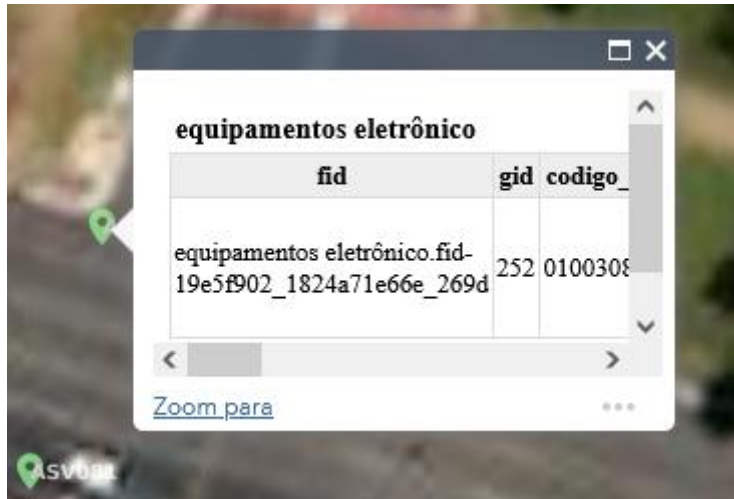 equipamentos eletrônico
fid gid codigo_
equipamentos eletrônico.fid-
19e5f902_1824a71e66e_269d
252 0100308
Zoom para